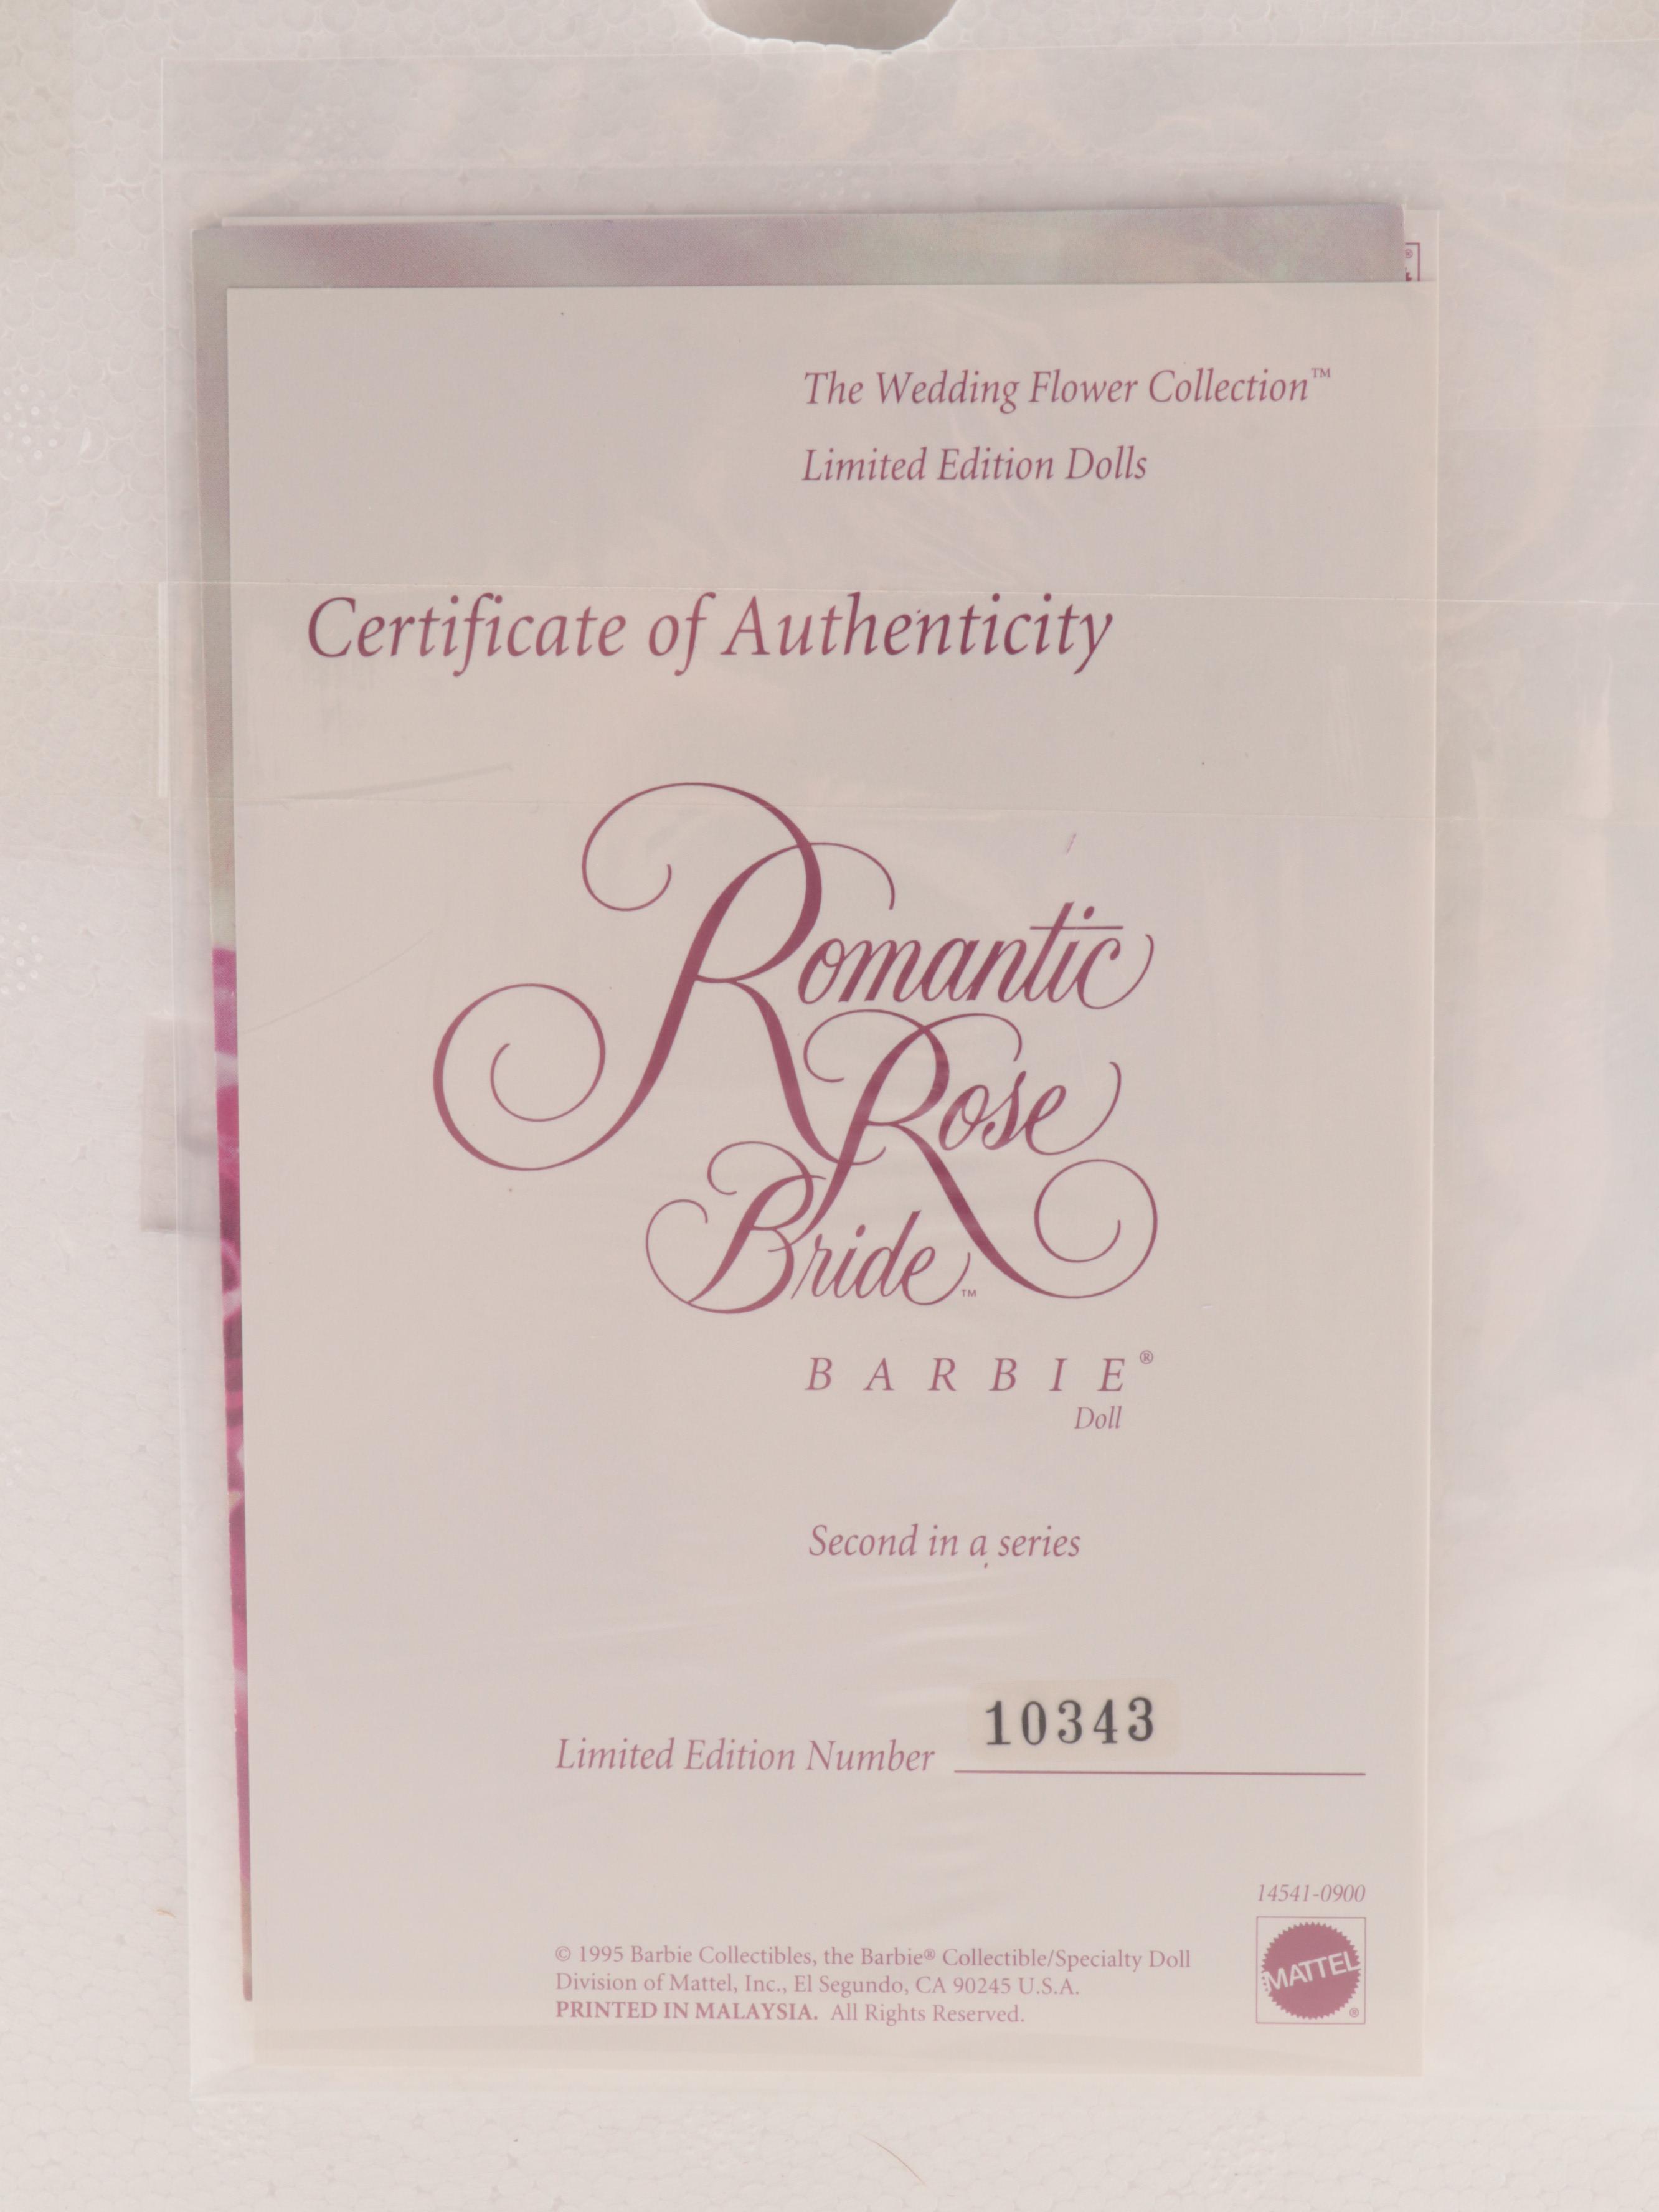 The Wedding Flower Collection™
Limited Edition Dolls
Certificate of Authenticity
Romantic
Rose
Bride™
BARBIE®
Doll
Second in a series
Limited Edition Number 10343
14541-0900
© 1995 Barbie Collectibles, the Barbie® Collectible/Specialty Doll
Division of Mattel, Inc., El Segundo, CA 90245 U.S.A.
PRINTED IN MALAYSIA. All Rights Reserved.
MATTEL®